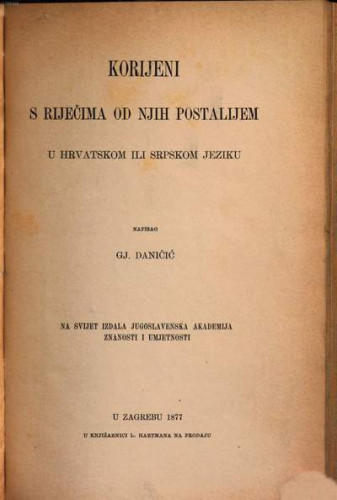 KORIJENI
S RIJEČIMA OD NJIH POSTALIJEM
U HRVATSKOM ILI SRPSKOM JEZIKU
NAPISAO
GJ. DANIČIĆ
NA SVIJET IZDALA JUGOSLAVENSKA AKADEMIJA
ZNANOSTI I UMJETNOSTI
U ZAGREBU 1877
U KNJIŽARNICI L. HARTMANA NA PRODAJU